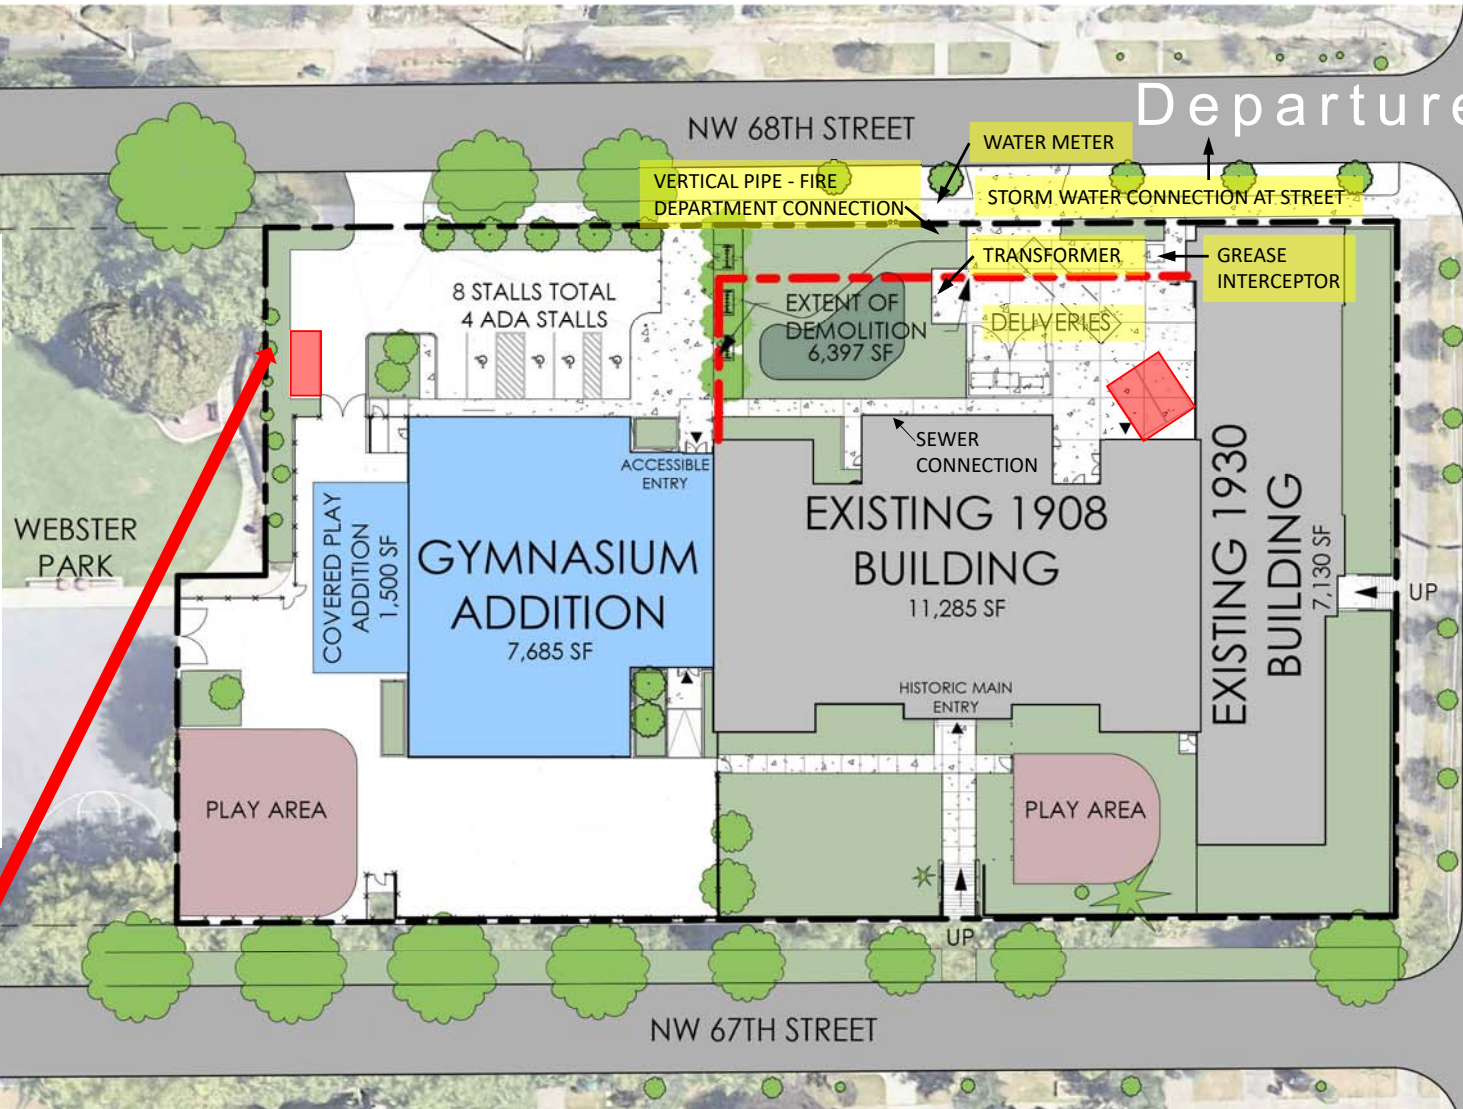 Departure
NW 68TH STREET
WATER METER
VERTICAL PIPE - FIRE
DEPARTMENT CONNECTION
STORM WATER CONNECTION AT STREET
TRANSFORMER
GREASE
INTERCEPTOR
8 STALLS TOTAL
4 ADA STALLS
EXTENT OF
DEMOLITION
6,397 SF
DELIVERIES
SEWER
CONNECTION
ACCESSIBLE
ENTRY
WEBSTER
PARK
COVERED PLAY
ADDITION
1,500 SF
GYMNASIUM
ADDITION
7,685 SF
EXISTING 1908
BUILDING
11,285 SF
EXISTING 1930
BUILDING
7,130 SF
UP
HISTORIC MAIN
ENTRY
PLAY AREA
PLAY AREA
UP
NW 67TH STREET